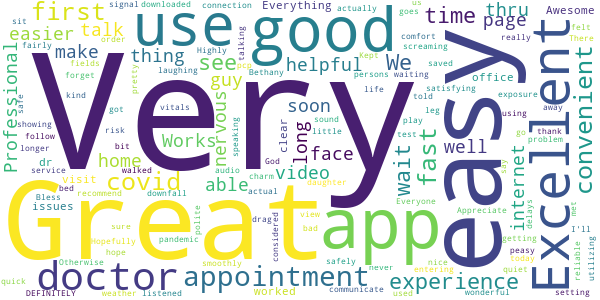 first
talk
easier
make
thing
Professional
guy
Works
use
good
see
helpful
We
soon
nervous
home
covid
able
video
long
face
wait
fast
well
time
thru
page
Everything
Awesome
easy
Excellent
convenient
internet
issues
visit
dr
Very
Great
app
doctor
appointment
experience
worked
sit
signal
downloaded
connection
actually
us
goes
fairly
order
Highly
talking
comfort
screaming
really
There
felt
fields
forget
pretty
laughing
Bethany
pcp
Kept
persons
waiting
saved
satisfying
office
exposure
using
away
go
thank
problem
kind
vitals
life
told
leg
safe
showing
follow
longer
service
got
risk
bit
walked
speaking
clear
sound
little
play
test
God
audio
charm
actual
daughter
Everyone
Appreciate
say
delays
met
I'll
reliable
utilizing
bed
Bless
recommend
downfall
polite
drag
considered
view
bad
sure
hope
pandemic
Hopefully
Otherwise
safely
nice
getting
quiet
peasy
today
entering
never
smoothly
quick
DEFINITELY
weather
listened
communicate
used
wonderful
setting